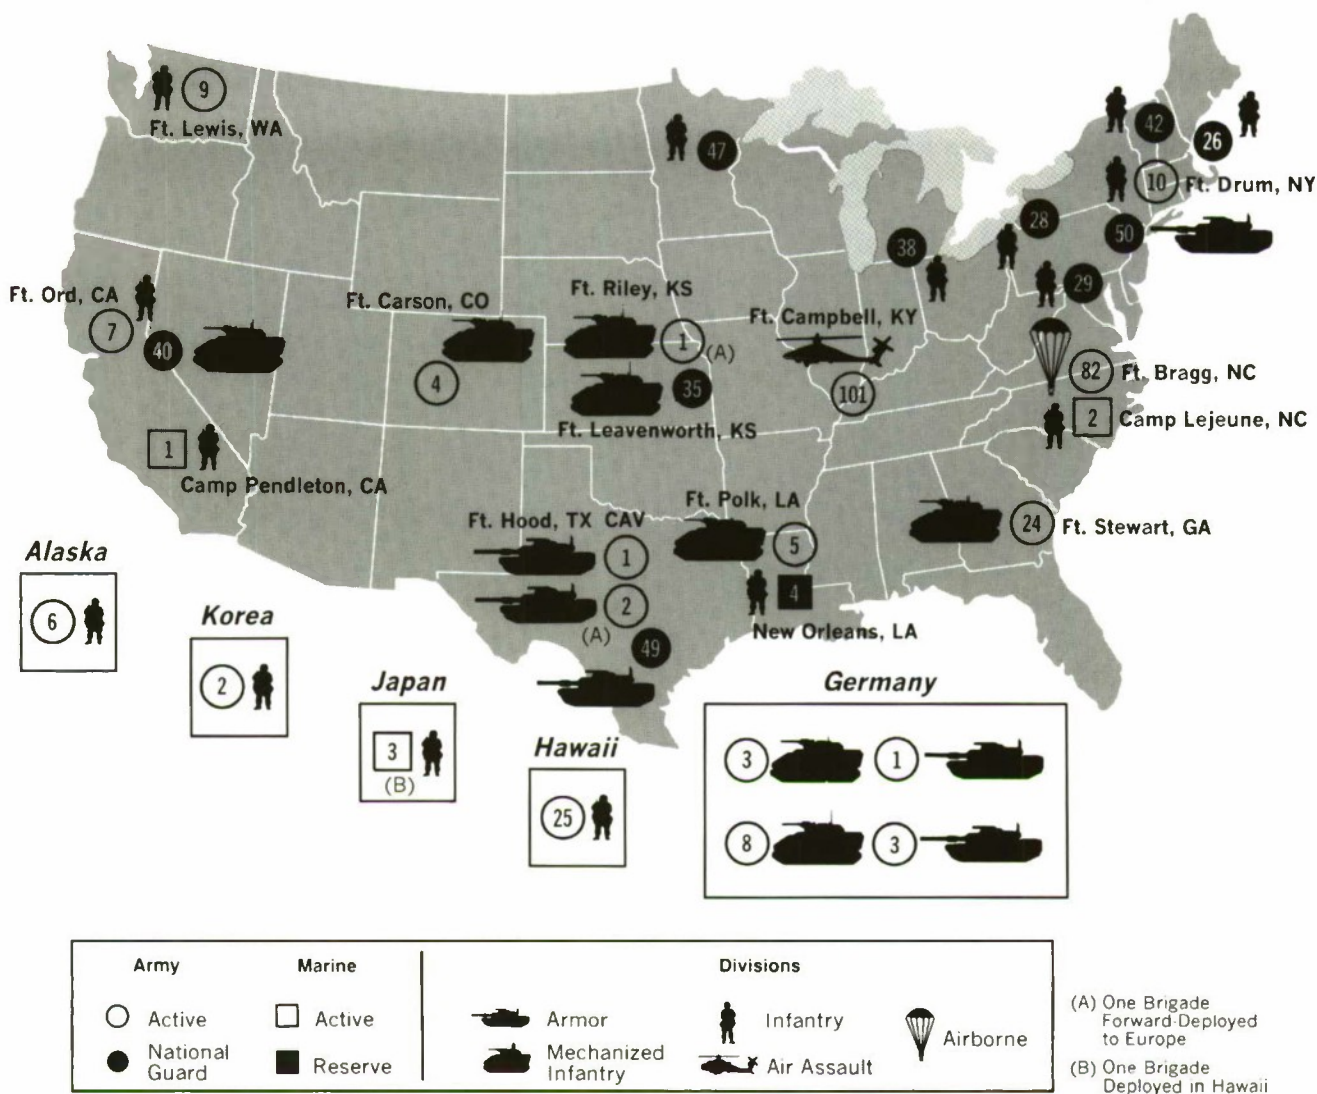 9
Ft. Lewis, WA
47
42
26
10 Ft. Drum, NY
28
50
38
29
Ft. Ord, CA
7
40
Ft. Carson, CO
4
Ft. Riley, KS
1 (A)
35
Ft. Leavenworth, KS
Ft. Campbell, KY
101
82 Ft. Bragg, NC
2 Camp Lejeune, NC
1
Camp Pendleton, CA
Ft. Hood, TX CAV
1
2
(A)
49
Ft. Polk, LA
5
4
New Orleans, LA
24 Ft. Stewart, GA
Alaska
6
Korea
2
Japan
3
(B)
Hawaii
25
Germany
3 1
8 3
Army Marine Divisions
Active Active Armor Infantry Airborne
National Guard Reserve Mechanized Infantry Air Assault
(A) One Brigade
Forward-Deployed
to Europe
(B) One Brigade
Deployed in Hawaii